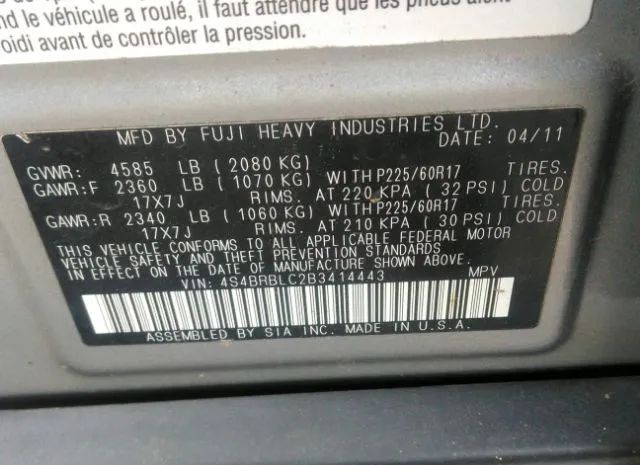 nd le véhicule a roulé, il faut attendre que les pneus aient
oidi avant de contrôler la pression.
MFD BY FUJI HEAVY INDUSTRIES LTD.
DATE: 04/11
GVWR: 4585 LB (2080 KG)
GAWR:F 2360 LB (1070 KG) WITH P225/60R17 TIRES.
17X7J RIMS. AT 220 KPA (32 PSI) COLD
GAWR:R 2340 LB (1060 KG) WITH P225/60R17 TIRES.
17X7J RIMS. AT 210 KPA (30 PSI) COLD.
THIS VEHICLE CONFORMS TO ALL APPLICABLE FEDERAL MOTOR
VEHICLE SAFETY AND THEFT PREVENTION STANDARDS
IN EFFECT ON THE DATE OF MANUFACTURE SHOWN ABOVE.
VIN: 4S4BRBLC2B3414443 MPV
ASSEMBLED BY SIA INC. MADE IN U.S.A.